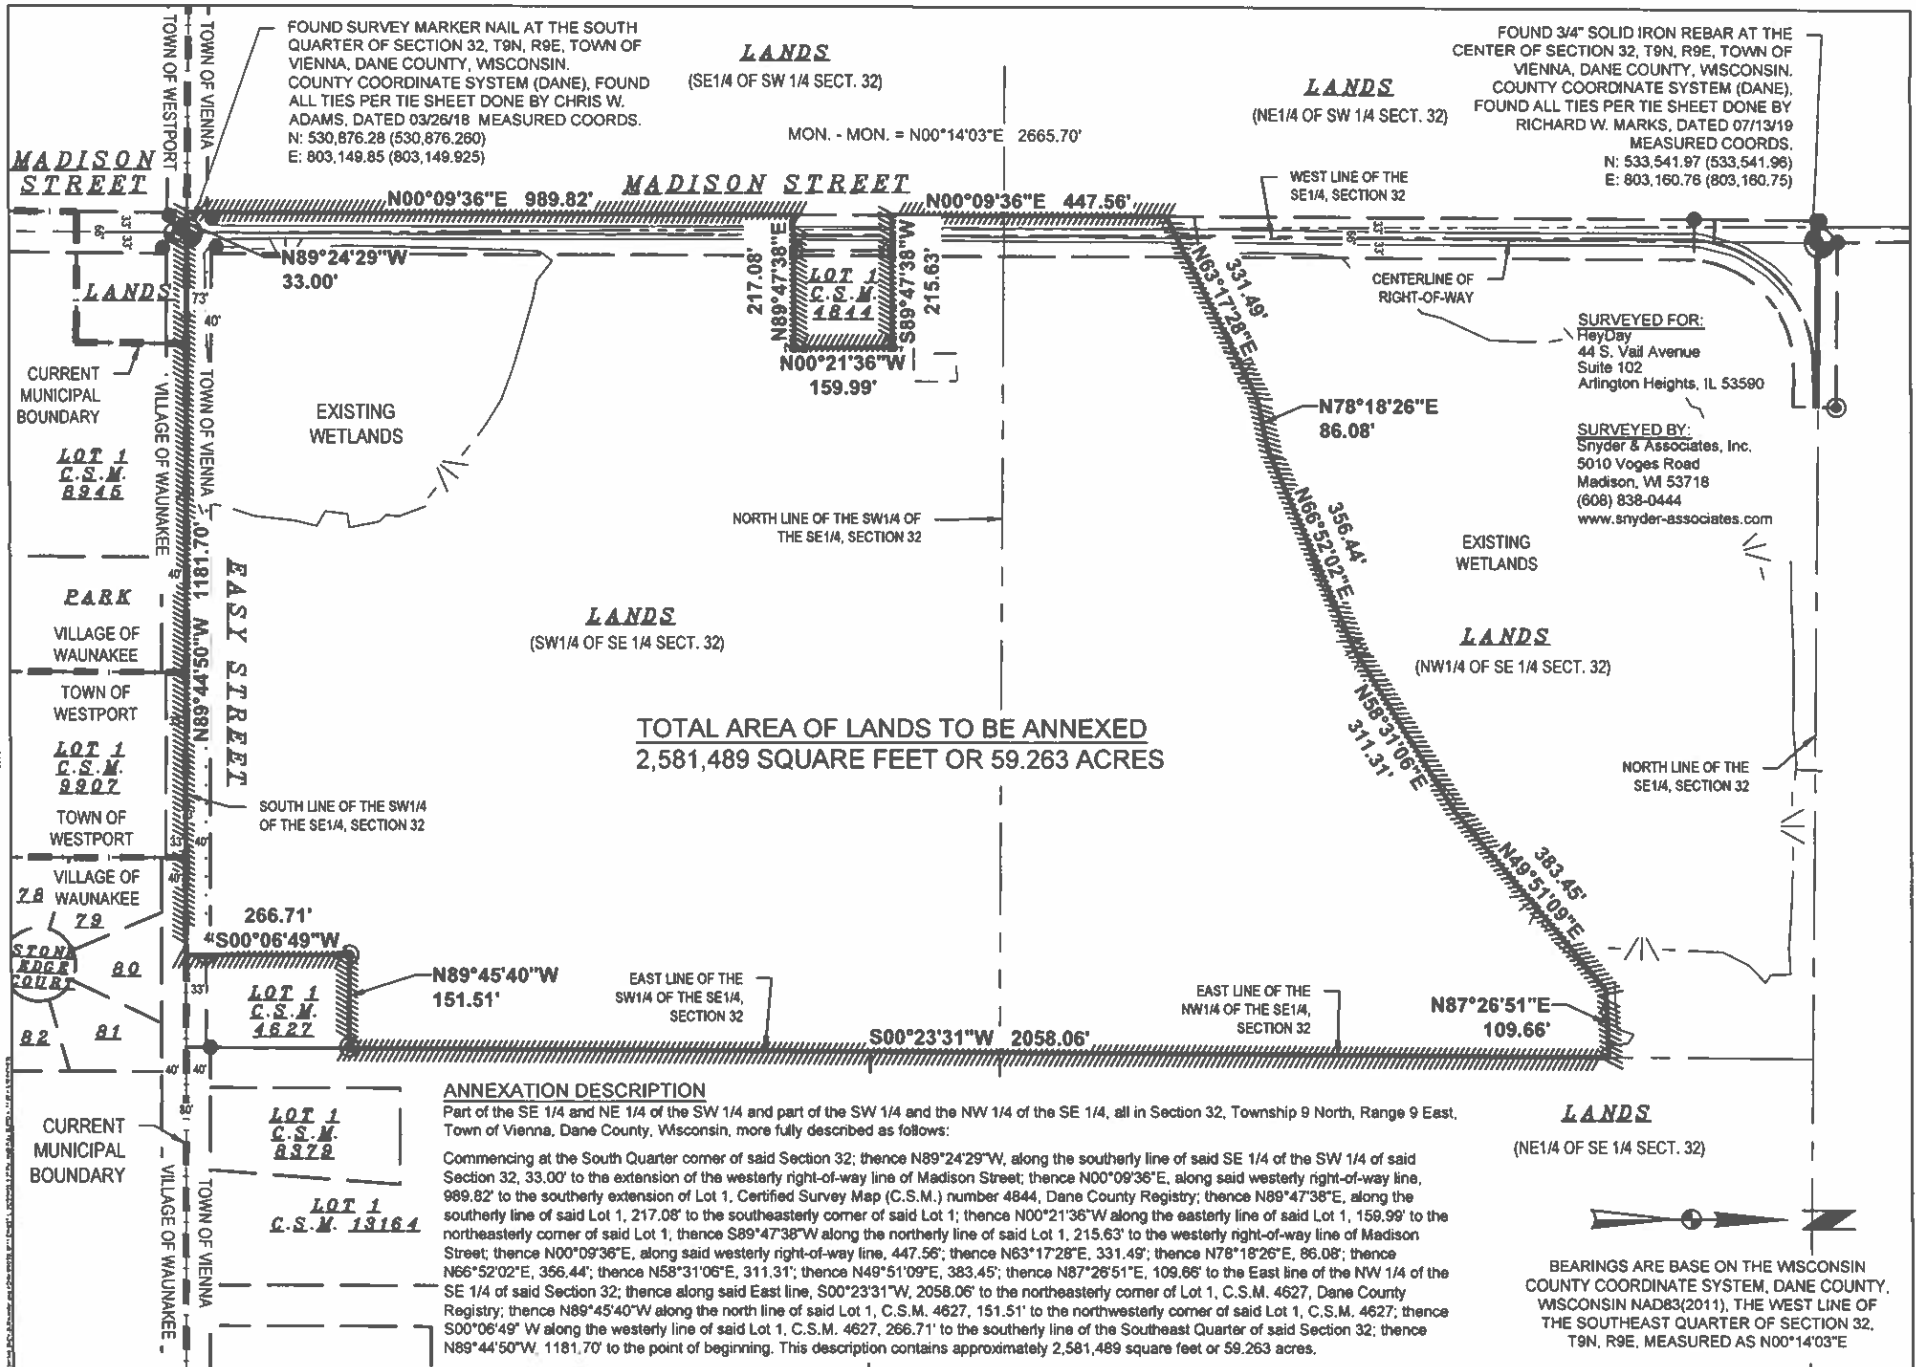 TOWN OF WESTPORT
TOWN OF VIENNA
FOUND SURVEY MARKER NAIL AT THE SOUTH
QUARTER OF SECTION 32, T9N, R9E, TOWN OF
VIENNA, DANE COUNTY, WISCONSIN.
COUNTY COORDINATE SYSTEM (DANE), FOUND
ALL TIES PER TIE SHEET DONE BY CHRIS W.
ADAMS, DATED 03/26/18 MEASURED COORDS.
N: 530,876.28 (530,876.260)
E: 803,149.85 (803,149.925)
LANDS
(SE1/4 OF SW 1/4 SECT. 32)
MON. - MON. = N00°14'03"E 2665.70'
LANDS
(NE1/4 OF SW 1/4 SECT. 32)
FOUND 3/4" SOLID IRON REBAR AT THE
CENTER OF SECTION 32, T9N, R9E, TOWN OF
VIENNA, DANE COUNTY, WISCONSIN.
COUNTY COORDINATE SYSTEM (DANE),
FOUND ALL TIES PER TIE SHEET DONE BY
RICHARD W. MARKS, DATED 07/13/19
MEASURED COORDS.
N: 533,541.97 (533,541.96)
E: 803,160.76 (803,160.75)
MADISON
STREET
N00°09'36"E 989.82'
MADISON STREET
N00°09'36"E 447.56'
WEST LINE OF THE
SE1/4, SECTION 32
33' 33'
66'
33' 33'
66'
N89°24'29"W
33.00'
LANDS
73'
40'
217.08'
N89°47'38"E
LOT 1
C.S.M.
4844
S89°47'38"W
215.63'
N00°21'36"W
159.99'
331.49'
N63°17'28"E
CENTERLINE OF
RIGHT-OF-WAY
SURVEYED FOR:
HeyDay
44 S. Vail Avenue
Suite 102
Arlington Heights, IL 53590
SURVEYED BY:
Snyder & Associates, Inc.
5010 Voges Road
Madison, WI 53718
(608) 838-0444
www.snyder-associates.com
CURRENT
MUNICIPAL
BOUNDARY
VILLAGE OF WAUNAKEE
TOWN OF VIENNA
EXISTING
WETLANDS
N78°18'26"E
86.08'
LOT 1
C.S.M.
8945
NORTH LINE OF THE SW1/4 OF
THE SE1/4, SECTION 32
356.44'
N66°52'02"E
EXISTING
WETLANDS
40'
N89°44'50"W 1181.70'
EASY STREET
PARK
VILLAGE OF
WAUNAKEE
TOWN OF
WESTPORT
LANDS
(SW1/4 OF SE 1/4 SECT. 32)
LANDS
(NW1/4 OF SE 1/4 SECT. 32)
N58°31'06"E
311.31'
LOT 1
C.S.M.
9907
TOTAL AREA OF LANDS TO BE ANNEXED
2,581,489 SQUARE FEET OR 59.263 ACRES
NORTH LINE OF THE
SE1/4, SECTION 32
SOUTH LINE OF THE SW1/4
OF THE SE1/4, SECTION 32
TOWN OF
WESTPORT
33'
40'
VILLAGE OF
WAUNAKEE
40'
383.45'
N49°51'09"E
78
79
STONE
EDGE
COURT
80
81
82
266.71'
S00°06'49"W
33'
LOT 1
C.S.M.
4627
N89°45'40"W
151.51'
EAST LINE OF THE
SW1/4 OF THE SE1/4,
SECTION 32
EAST LINE OF THE
NW1/4 OF THE SE1/4,
SECTION 32
N87°26'51"E
109.66'
S00°23'31"W 2058.06'
40'
40'
80'
CURRENT
MUNICIPAL
BOUNDARY
VILLAGE OF WAUNAKEE
TOWN OF VIENNA
LOT 1
C.S.M.
8379
LOT 1
C.S.M. 13164
ANNEXATION DESCRIPTION
Part of the SE 1/4 and NE 1/4 of the SW 1/4 and part of the SW 1/4 and the NW 1/4 of the SE 1/4, all in Section 32, Township 9 North, Range 9 East,
Town of Vienna, Dane County, Wisconsin, more fully described as follows:
Commencing at the South Quarter corner of said Section 32; thence N89°24'29"W, along the southerly line of said SE 1/4 of the SW 1/4 of said
Section 32, 33.00' to the extension of the westerly right-of-way line of Madison Street; thence N00°09'36"E, along said westerly right-of-way line,
989.82' to the southerly extension of Lot 1, Certified Survey Map (C.S.M.) number 4844, Dane County Registry; thence N89°47'38"E, along the
southerly line of said Lot 1, 217.08' to the southeasterly corner of said Lot 1; thence N00°21'36"W along the easterly line of said Lot 1, 159.99' to the
northeasterly corner of said Lot 1; thence S89°47'38"W along the northerly line of said Lot 1, 215.63' to the westerly right-of-way line of Madison
Street; thence N00°09'36"E, along said westerly right-of-way line, 447.56'; thence N63°17'28"E, 331.49'; thence N78°18'26"E, 86.08'; thence
N66°52'02"E, 356.44'; thence N58°31'06"E, 311.31'; thence N49°51'09"E, 383.45'; thence N87°26'51"E, 109.66' to the East line of the NW 1/4 of the
SE 1/4 of said Section 32; thence along said East line, S00°23'31"W, 2058.06' to the northeasterly corner of Lot 1, C.S.M. 4627, Dane County
Registry; thence N89°45'40"W along the north line of said Lot 1, C.S.M. 4627, 151.51' to the northwesterly corner of said Lot 1, C.S.M. 4627; thence
S00°06'49" W along the westerly line of said Lot 1, C.S.M. 4627, 266.71' to the southerly line of the Southeast Quarter of said Section 32; thence
N89°44'50"W, 1181.70' to the point of beginning. This description contains approximately 2,581,489 square feet or 59.263 acres.
LANDS
(NE1/4 OF SE 1/4 SECT. 32)
BEARINGS ARE BASE ON THE WISCONSIN
COUNTY COORDINATE SYSTEM, DANE COUNTY,
WISCONSIN NAD83(2011), THE WEST LINE OF
THE SOUTHEAST QUARTER OF SECTION 32,
T9N, R9E, MEASURED AS N00°14'03"E